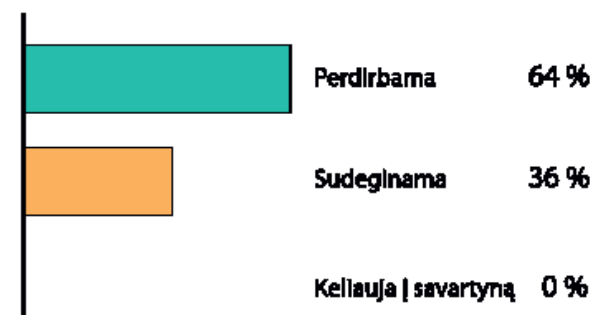 Perdirbama 64 %
Sudeginama 36 %
Keliauja į savartyną 0 %